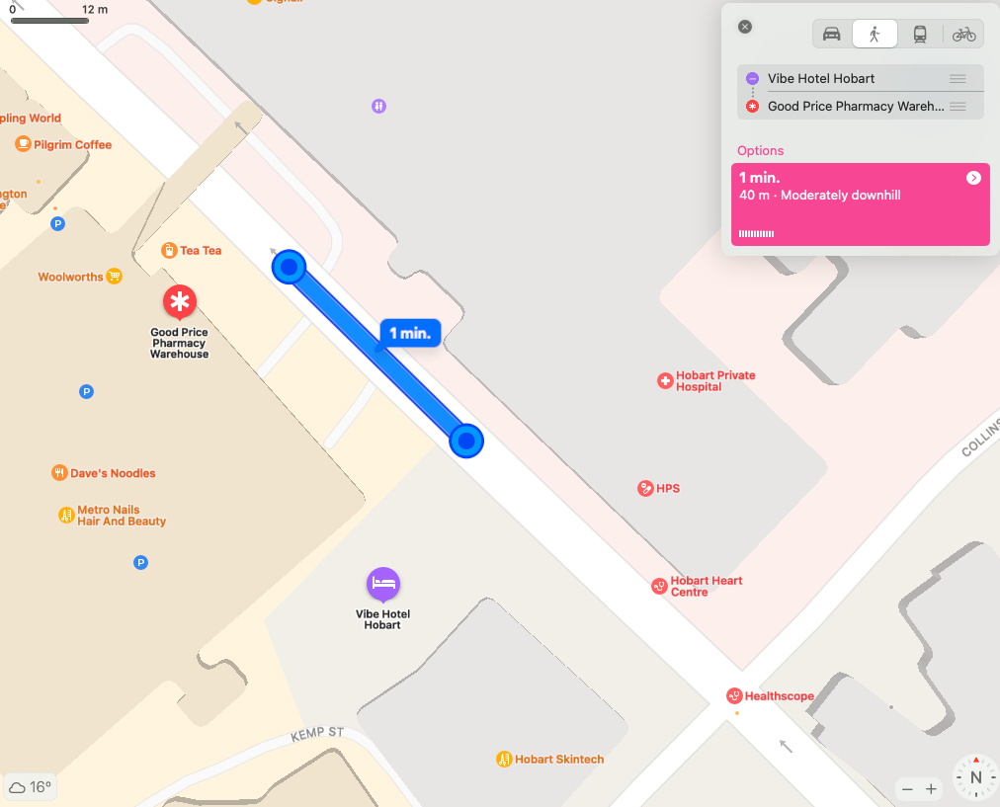 0 12 m
Vibe Hotel Hobart
Good Price Pharmacy Wareh...
Options
1 min.
40 m · Moderately downhill
pling World
Pilgrim Coffee
P
Tea Tea
Woolworths
Good Price
Pharmacy
Warehouse
1 min.
Hobart Private
Hospital
P
COLLINS
Dave's Noodles
HPS
Metro Nails
Hair And Beauty
P
Hobart Heart
Centre
Vibe Hotel
Hobart
Healthscope
KEMP ST
Hobart Skintech
16°
N